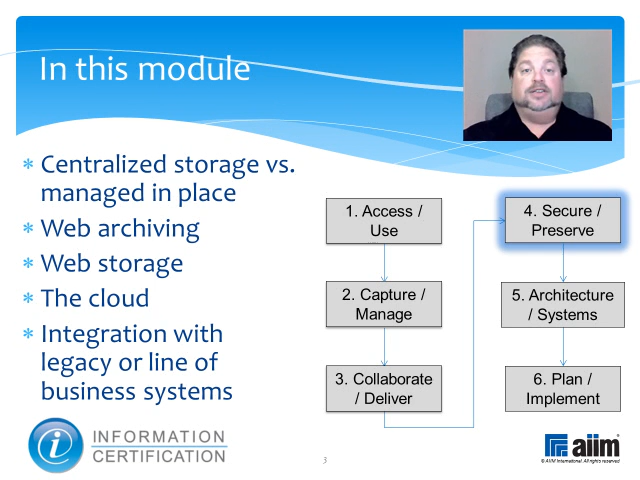 In this module
* Centralized storage vs.
managed in place
* Web archiving
* Web storage
* The cloud
* Integration with
legacy or line of
business systems
1. Access /
Use
2. Capture /
Manage
3. Collaborate
/ Deliver
4. Secure /
Preserve
5. Architecture
/ Systems
6. Plan /
Implement
i
INFORMATION
CERTIFICATION
3
aiim
© AIIM International. All rights reserved